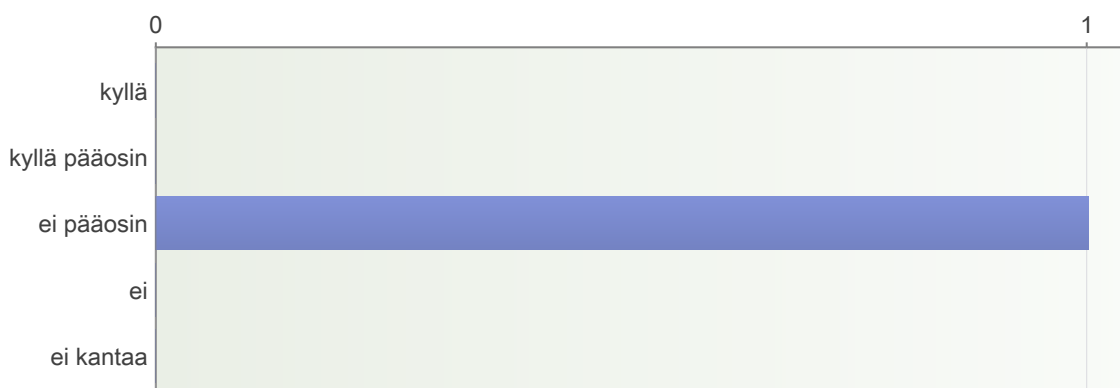 0 1
kyllä
kyllä pääosin
ei pääosin
ei
ei kantaa